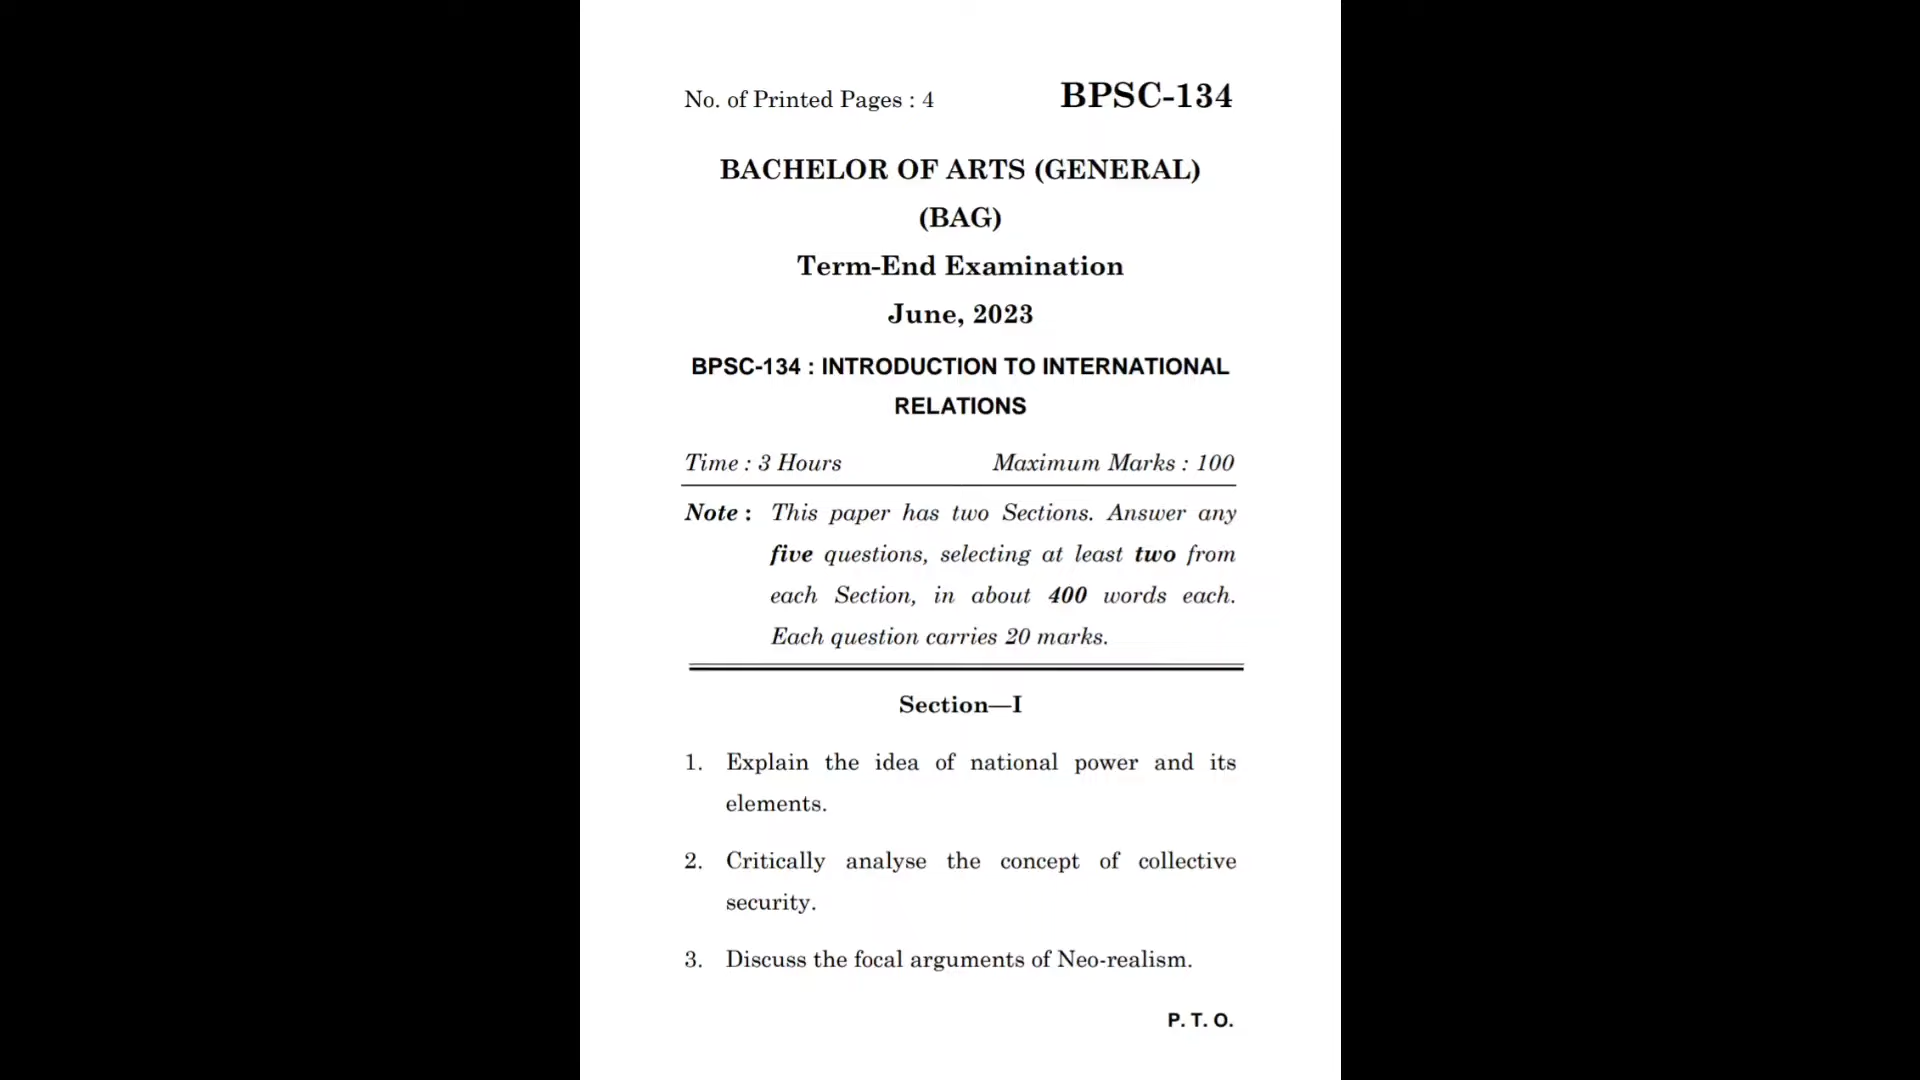 No. of Printed Pages : 4 BPSC-134
BACHELOR OF ARTS (GENERAL)
(BAG)
Term-End Examination
June, 2023
BPSC-134 : INTRODUCTION TO INTERNATIONAL
RELATIONS
Time : 3 Hours Maximum Marks : 100
Note : This paper has two Sections. Answer any
five questions, selecting at least two from
each Section, in about 400 words each.
Each question carries 20 marks.
Section—I
1. Explain the idea of national power and its
elements.
2. Critically analyse the concept of collective
security.
3. Discuss the focal arguments of Neo-realism.
P. T. O.